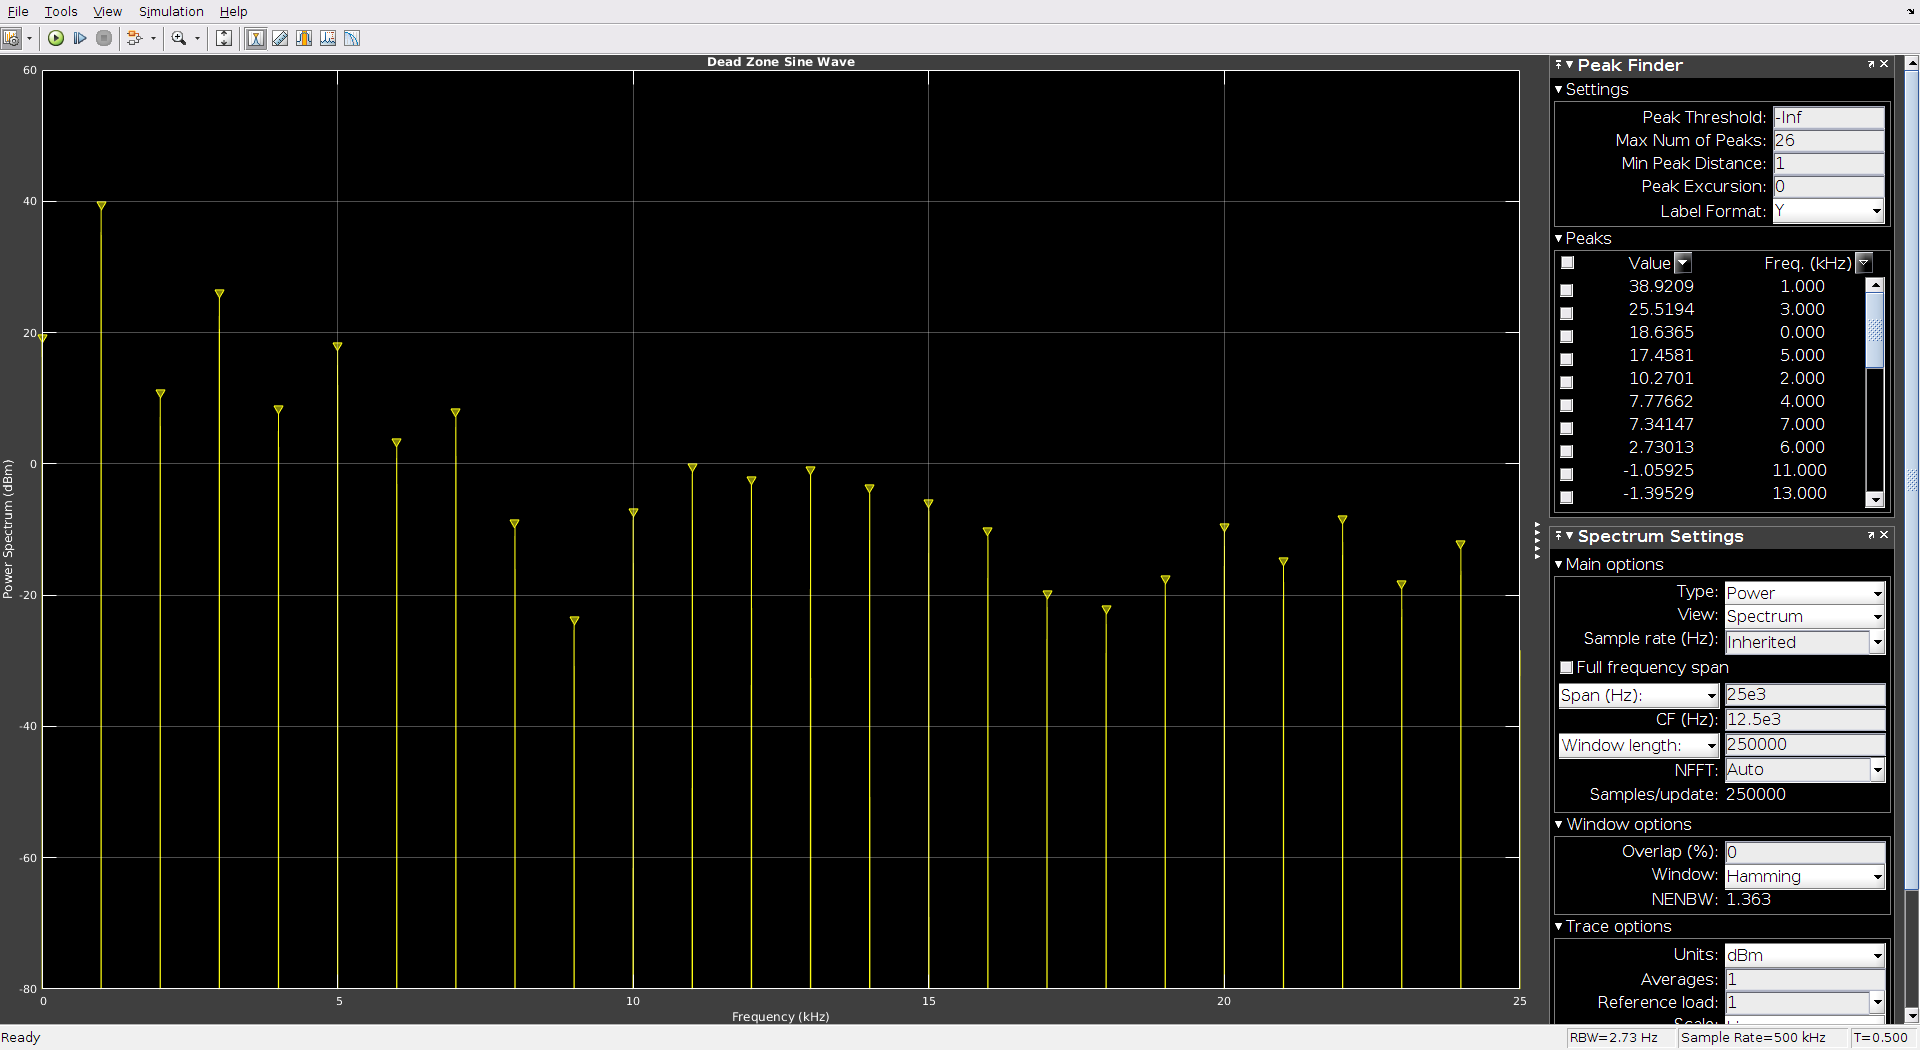 File Tools View Simulation Help
Dead Zone Sine Wave
60
40
20
0
-20
-40
-60
-80
Power Spectrum (dBm)
0 5 10 15 20 25
Frequency (kHz)
Peak Finder
Settings
Peak Threshold: -Inf
Max Num of Peaks: 26
Min Peak Distance: 1
Peak Excursion: 0
Label Format: Y
Peaks
Value Freq. (kHz)
38.9209 1.000
25.5194 3.000
18.6365 0.000
17.4581 5.000
10.2701 2.000
7.77662 4.000
7.34147 7.000
2.73013 6.000
-1.05925 11.000
-1.39529 13.000
Spectrum Settings
Main options
Type: Power
View: Spectrum
Sample rate (Hz): Inherited
Full frequency span
Span (Hz): 25e3
CF (Hz): 12.5e3
Window length: 250000
NFFT: Auto
Samples/update: 250000
Window options
Overlap (%): 0
Window: Hamming
NENBW: 1.363
Trace options
Units: dBm
Averages: 1
Reference load: 1
Ready
RBW=2.73 Hz Sample Rate=500 kHz T=0.500